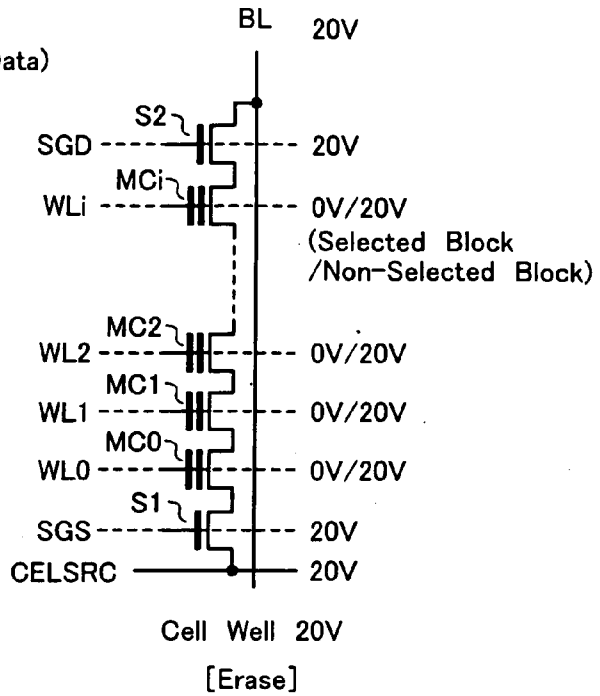 BL 20V
Data)
S2
SGD 20V
MCi
WLi 0V/20V
(Selected Block
/Non-Selected Block)
MC2
WL2 0V/20V
MC1
WL1 0V/20V
MC0
WL0 0V/20V
S1
SGS 20V
CELSRC 20V
Cell Well 20V
[Erase]